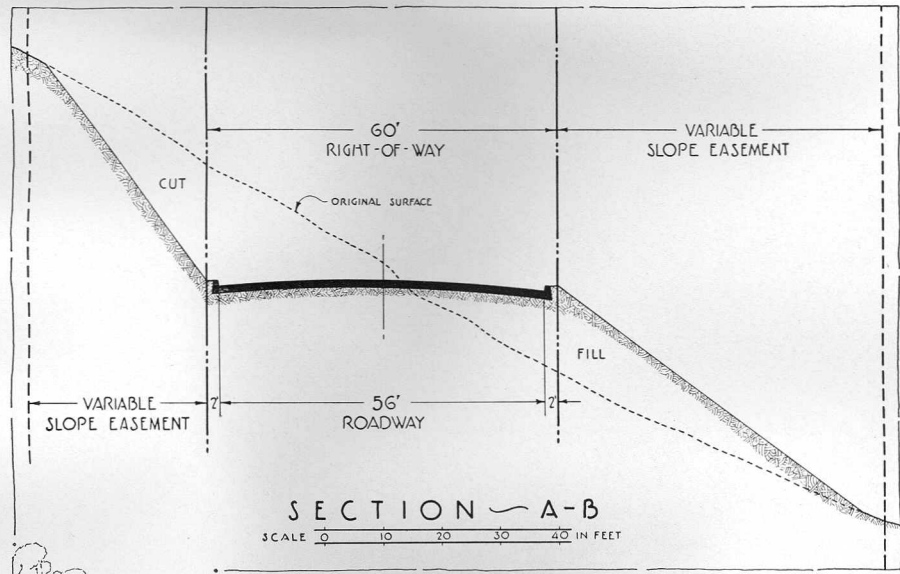 60'
RIGHT-OF-WAY
VARIABLE
SLOPE EASEMENT
CUT
ORIGINAL SURFACE
FILL
VARIABLE
SLOPE EASEMENT
2'
56'
ROADWAY
2'
SECTION A-B
SCALE 0 10 20 30 40 IN FEET